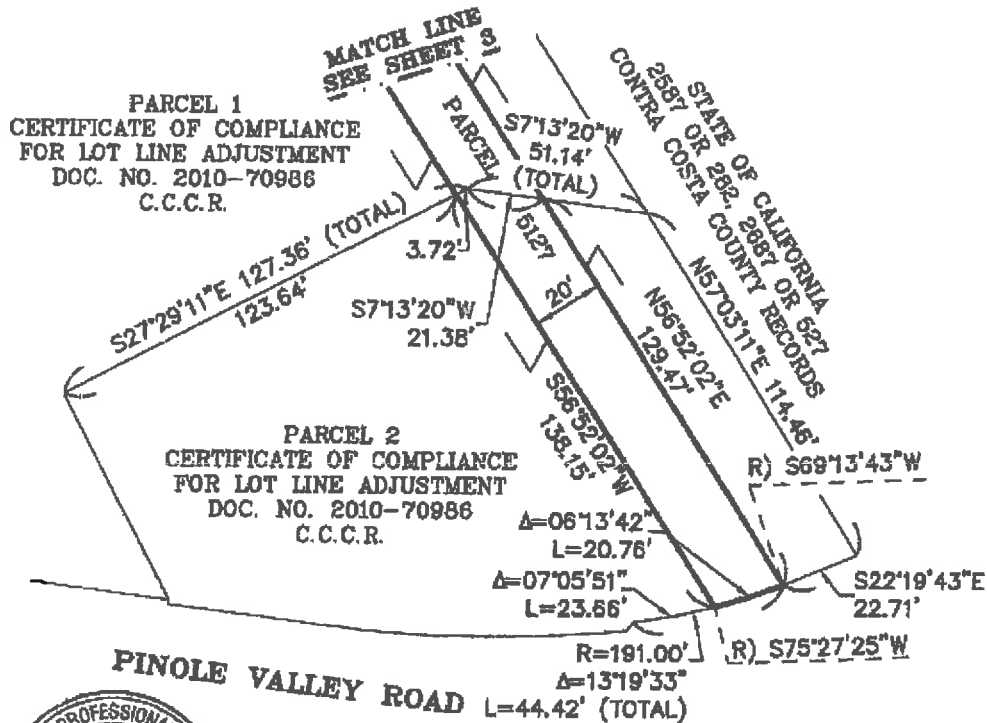 MATCH LINE
SEE SHEET 3
PARCEL 1
CERTIFICATE OF COMPLIANCE
FOR LOT LINE ADJUSTMENT
DOC. NO. 2010-70986
C.C.C.R.
STATE OF CALIFORNIA
2587 OR 282, 2687 OR 527
CONTRA COSTA COUNTY RECORDS
PARCEL
5127
S7°13'20"W
51.14'
(TOTAL)
S27°29'11"E 127.36' (TOTAL)
123.64'
3.72'
S7°13'20"W
21.38'
20'
N57°03'11"E 114.46'
N56°52'02"E
129.47'
S56°52'02"W
138.15'
PARCEL 2
CERTIFICATE OF COMPLIANCE
FOR LOT LINE ADJUSTMENT
DOC. NO. 2010-70986
C.C.C.R.
R) S69°13'43"W
Δ=06°13'42"
L=20.76'
Δ=07°05'51"
L=23.66'
S22°19'43"E
22.71'
R=191.00'
Δ=13°19'33"
L=44.42' (TOTAL)
R) S75°27'25"W
PINOLE VALLEY ROAD
PROFESSIONA